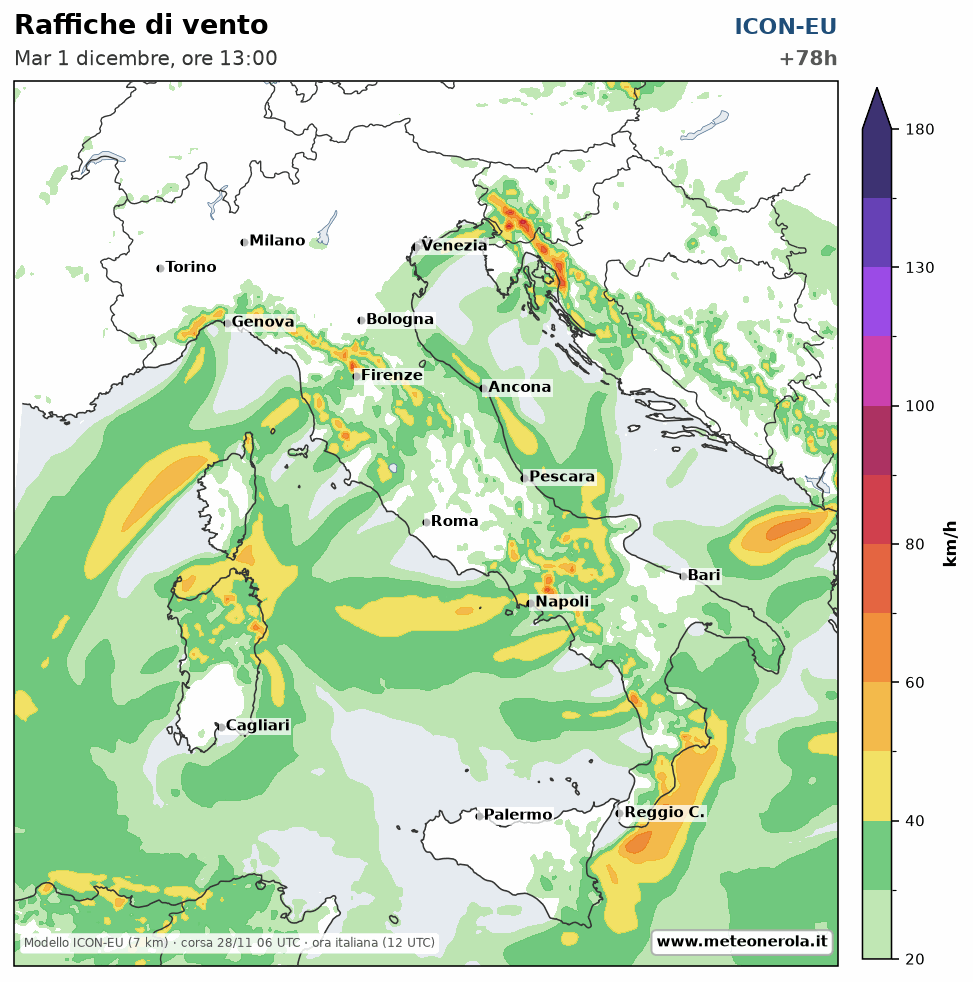 Raffiche di vento
ICON-EU
Mar 1 dicembre, ore 13:00
+78h
180
130
100
80
60
40
20
km/h
Milano
Venezia
Torino
Genova
Bologna
Firenze
Ancona
Pescara
Roma
Bari
Napoli
Cagliari
Palermo
Reggio C.
Modello ICON-EU (7 km) · corsa 28/11 06 UTC · ora italiana (12 UTC)
www.meteonerola.it